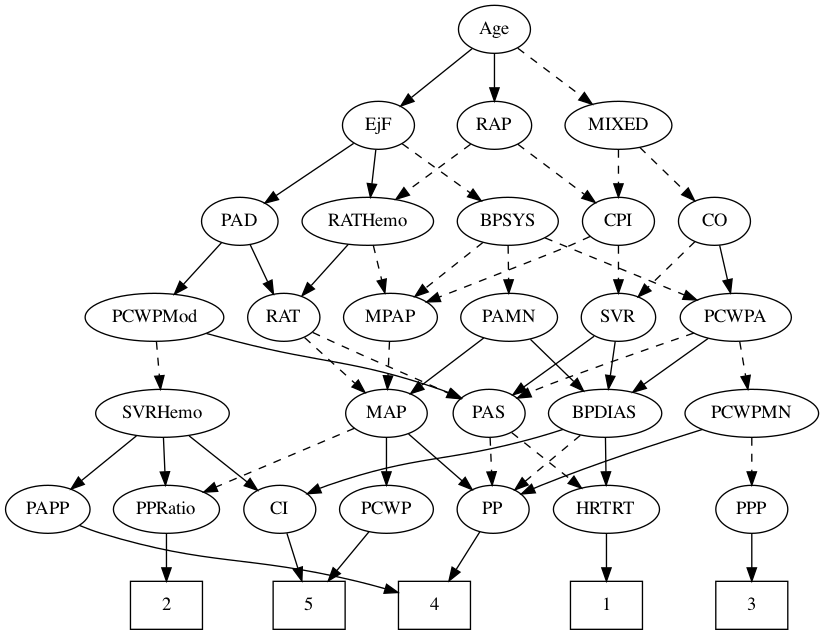 Age
EjF
RAP
MIXED
PAD
RATHemo
BPSYS
CPI
CO
PCWPMod
RAT
MPAP
PAMN
SVR
PCWPA
SVRHemo
MAP
PAS
BPDIAS
PCWPMN
PAPP
PPRatio
CI
PCWP
PP
HRTRT
PPP
2
5
4
1
3